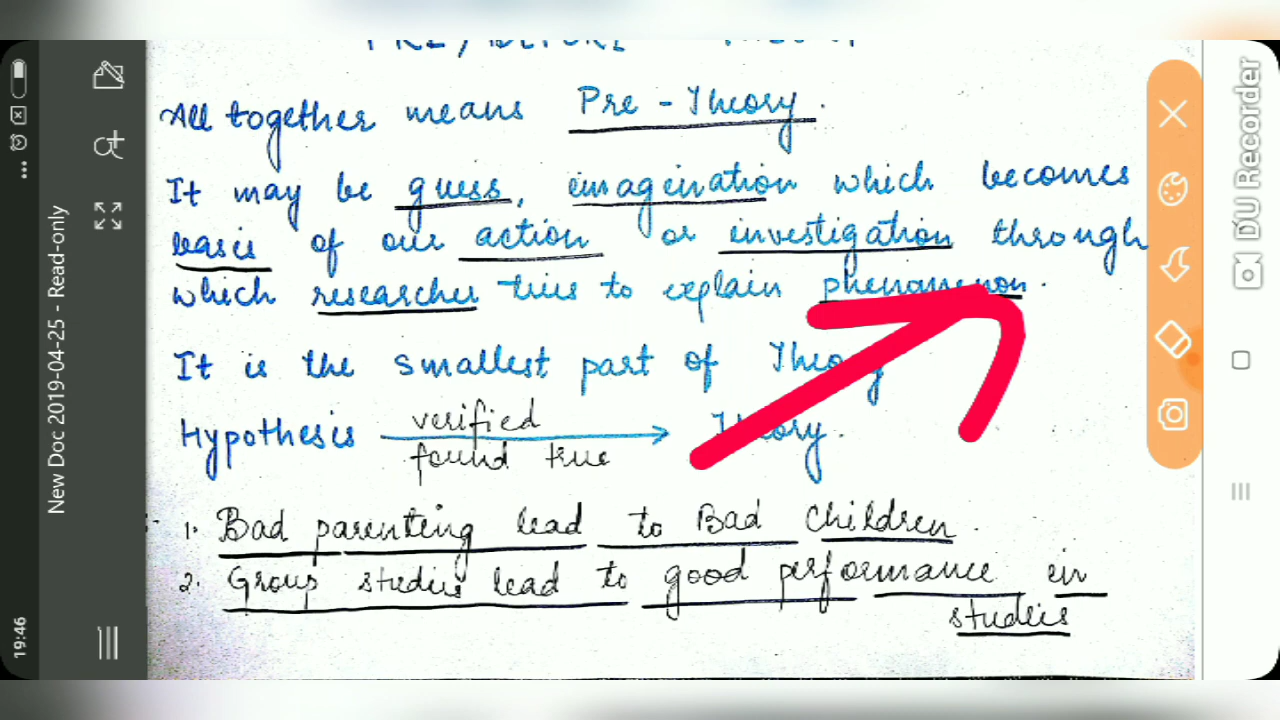 All together means Pre - Theory.
It may be guess, imagination which becomes
basis of our action or investigation through
which researcher tries to explain phenomenon.
It is the smallest part of Theory
Hypothesis verified found true Theory.
1. Bad parenting lead to Bad Children.
2. Group studies lead to good performance in
studies
New Doc 2019-04-25 - Read-only
19:46
DU Recorder